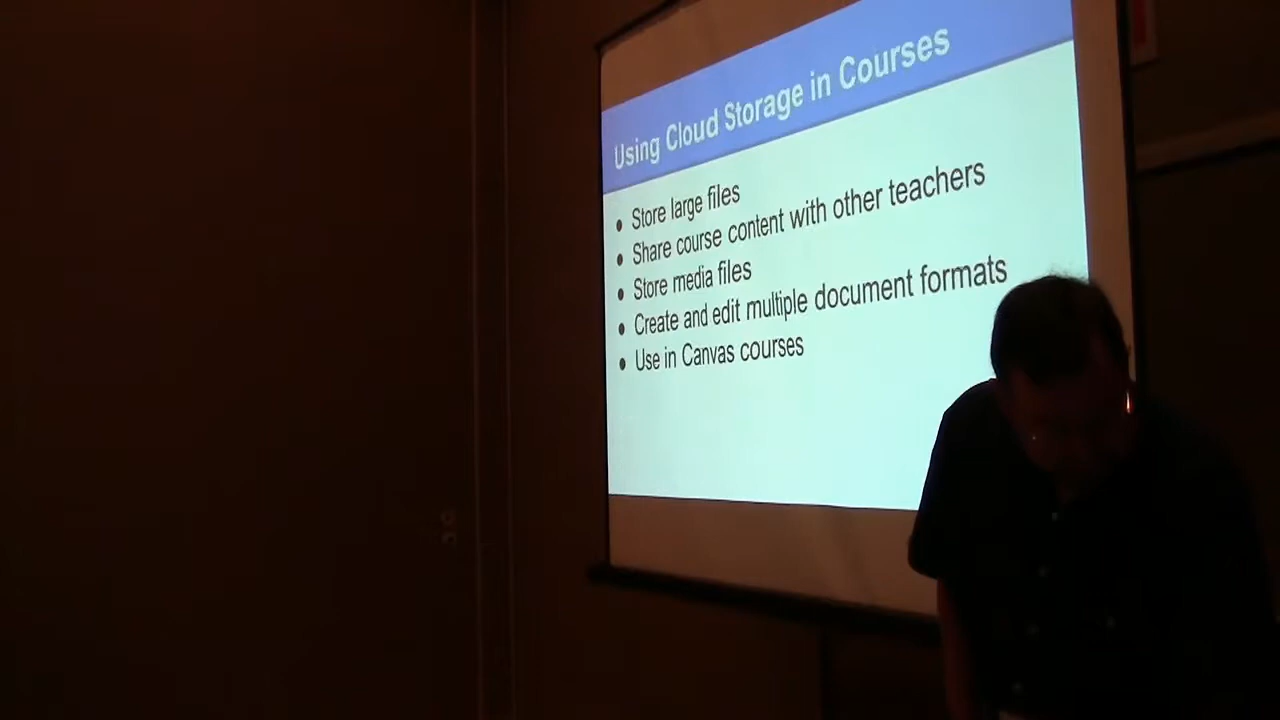 Using Cloud Storage in Courses
● Store large files
● Share course content with other teachers
● Store media files
● Create and edit multiple document formats
● Use in Canvas courses